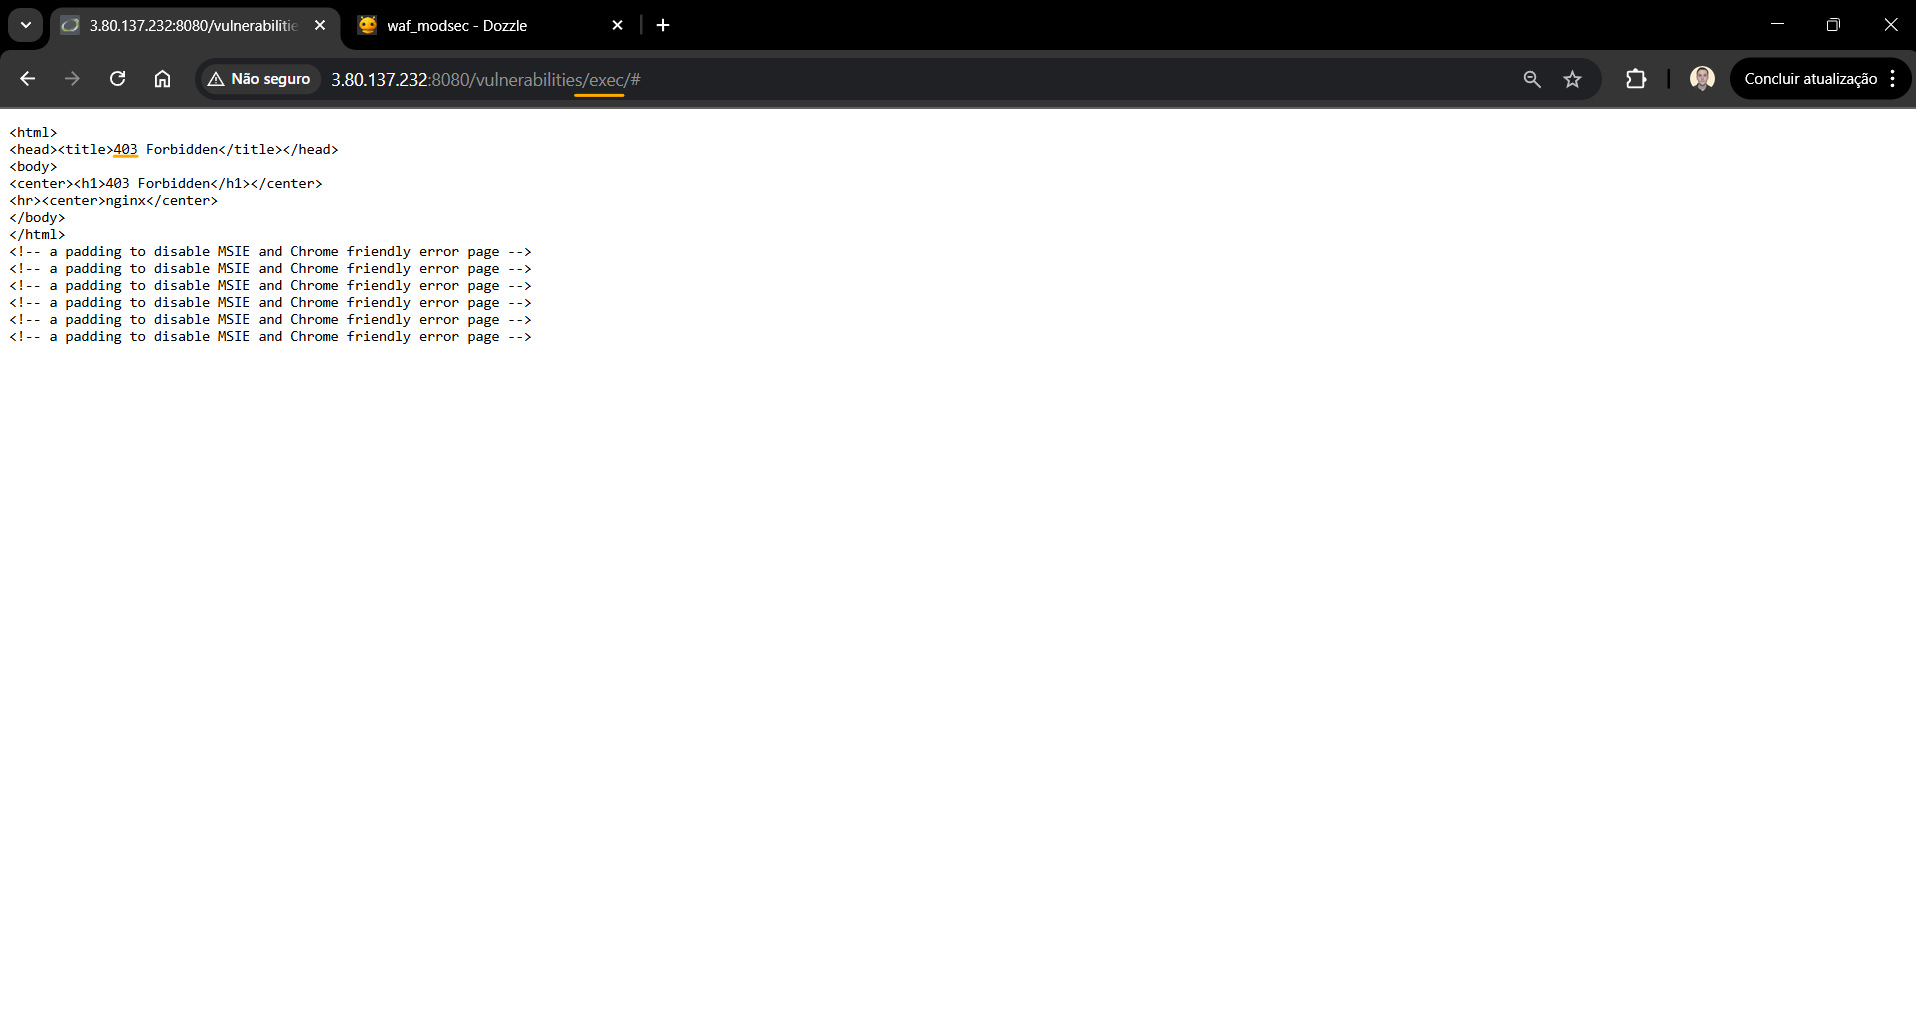 3.80.137.232:8080/vulnerabilitie
waf_modsec - Dozzle
Não seguro
3.80.137.232:8080/vulnerabilities/exec/#
Concluir atualização
<html>
<head><title>403 Forbidden</title></head>
<body>
<center><h1>403 Forbidden</h1></center>
<hr><center>nginx</center>
</body>
</html>
<!-- a padding to disable MSIE and Chrome friendly error page -->
<!-- a padding to disable MSIE and Chrome friendly error page -->
<!-- a padding to disable MSIE and Chrome friendly error page -->
<!-- a padding to disable MSIE and Chrome friendly error page -->
<!-- a padding to disable MSIE and Chrome friendly error page -->
<!-- a padding to disable MSIE and Chrome friendly error page -->